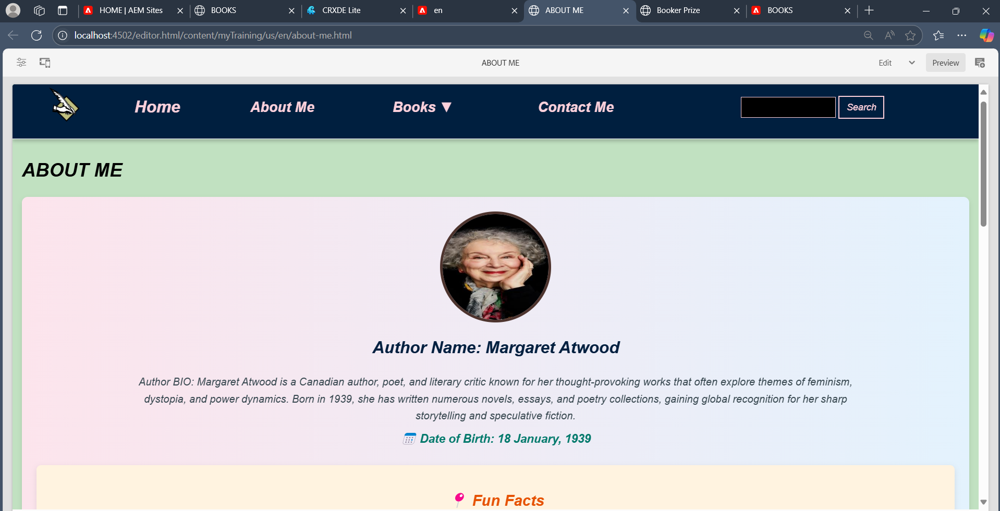 HOME | AEM Sites
BOOKS
CRXDE Lite
en
ABOUT ME
Booker Prize
BOOKS
localhost:4502/editor.html/content/myTraining/us/en/about-me.html
ABOUT ME
Edit
Preview
Home
About Me
Books ▼
Contact Me
Search
ABOUT ME
Author Name: Margaret Atwood
Author BIO: Margaret Atwood is a Canadian author, poet, and literary critic known for her thought-provoking works that often explore themes of feminism,
dystopia, and power dynamics. Born in 1939, she has written numerous novels, essays, and poetry collections, gaining global recognition for her sharp
storytelling and speculative fiction.
Date of Birth: 18 January, 1939
Fun Facts